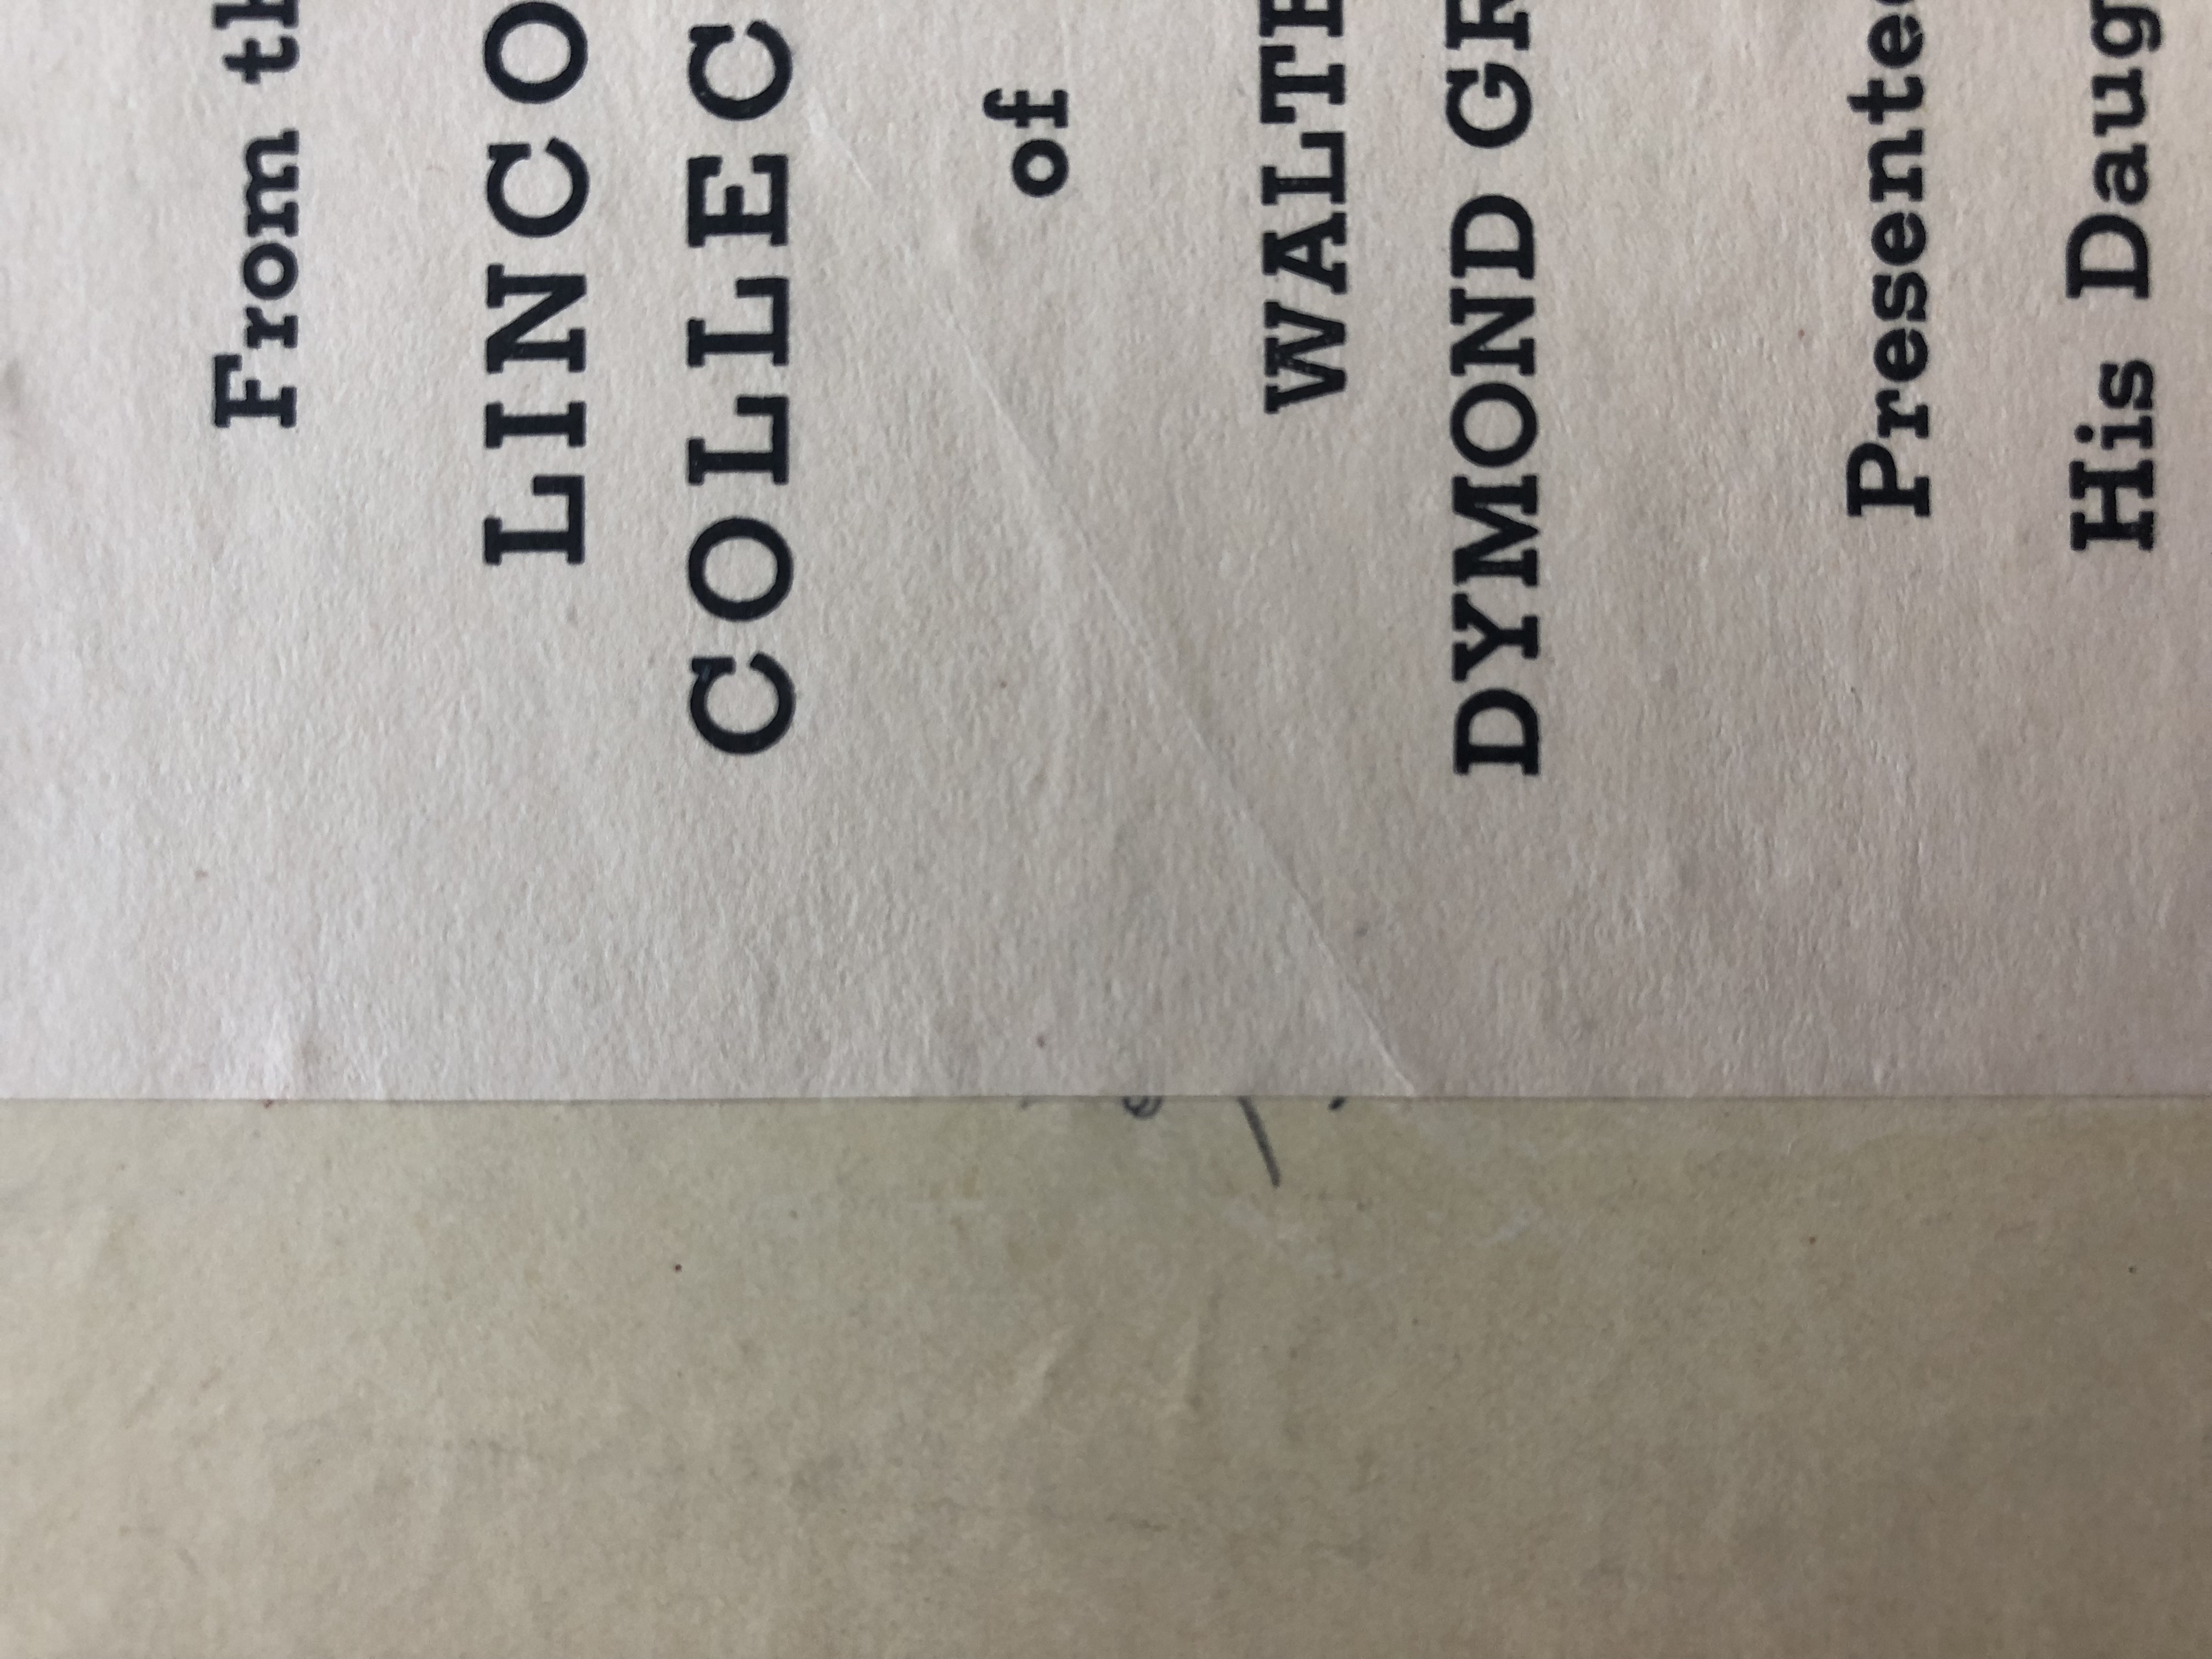 From th
LINCO
COLLEC
of
WALTE
DYMOND GR
Presente
His Daug